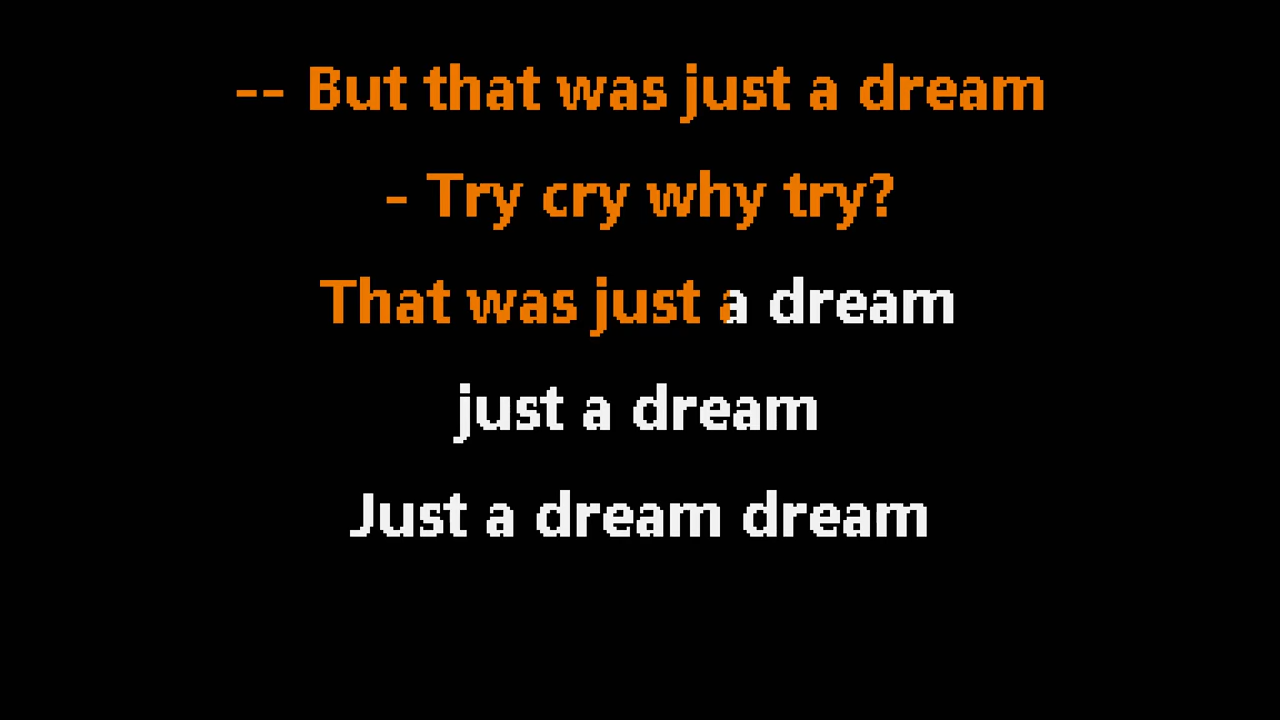 -- But that was just a dream
- Try cry why try?
That was just a dream
just a dream
Just a dream dream